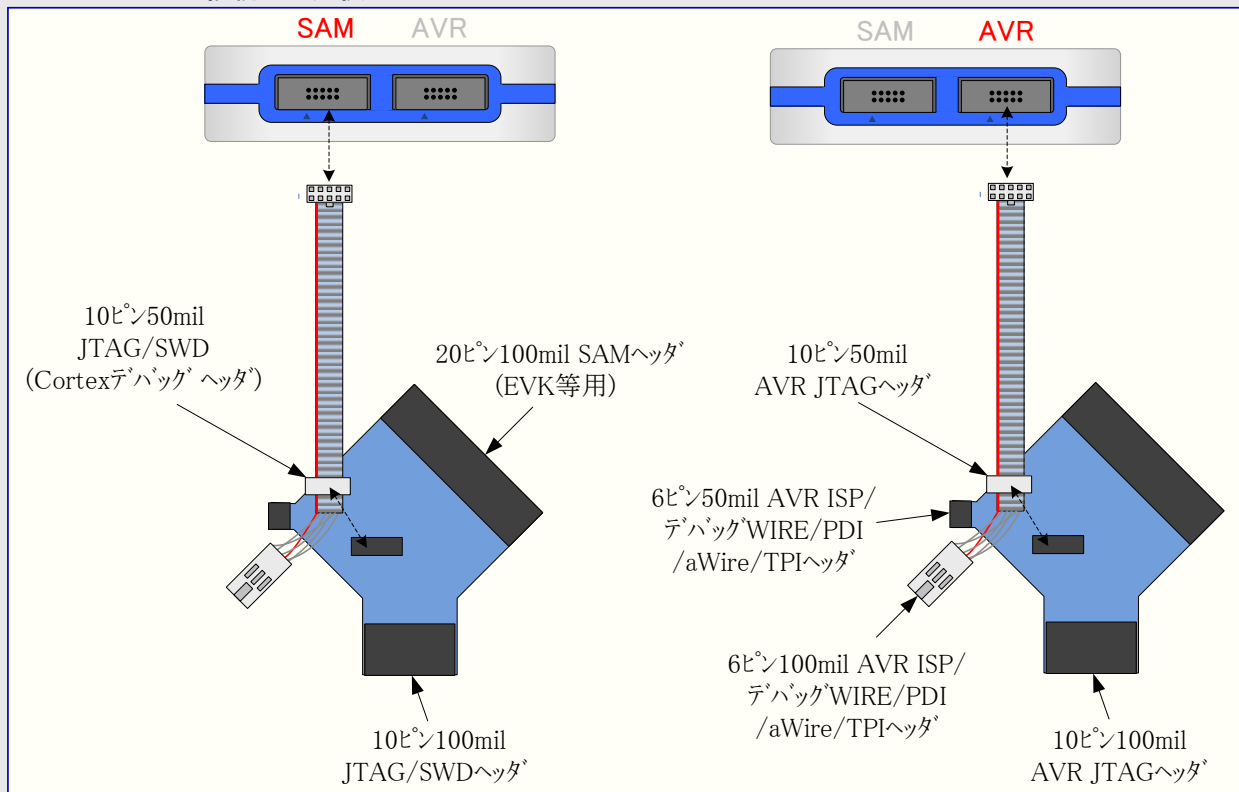 SAM AVR
SAM AVR
10ピン50mil
JTAG/SWD
(Cortexデバッグ ヘッダ)
20ピン100mil SAMヘッダ
(EVK等用)
10ピン100mil
JTAG/SWDヘッダ
10ピン50mil
AVR JTAGヘッダ
6ピン50mil AVR ISP/
デバッグWIRE/PDI
/aWire/TPIヘッダ
6ピン100mil AVR ISP/
デバッグWIRE/PDI
/aWire/TPIヘッダ
10ピン100mil
AVR JTAGヘッダ